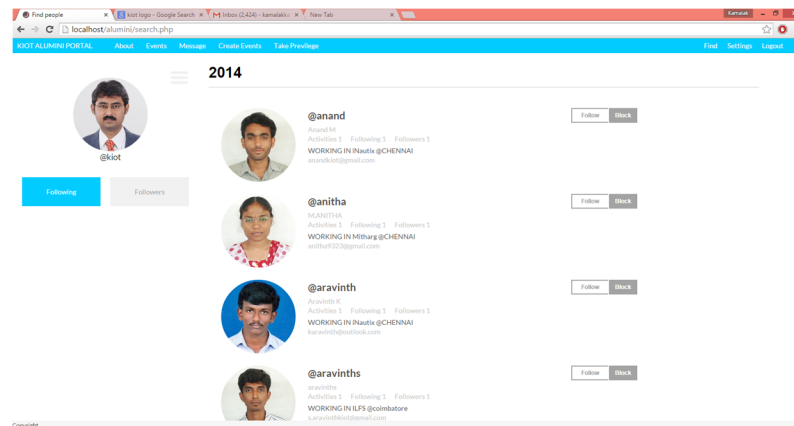 Find people
kiot logo - Google Search
M Inbox (2,424) - kamalakka
New Tab
Kamalak
localhost/alumini/search.php
KIOT ALUMINI PORTAL About Events Message Create Events Take Previlege Find Settings Logout
2014
@kiot
Following Followers
@anand
Anand M
Activities 1 Following 1 Followers 1
WORKING IN iNautix @CHENNAI
anandkiot@gmail.com
Follow Block
@anitha
M.ANITHA
Activities 1 Following 1 Followers 1
WORKING IN Mitharg @CHENNAI
anitha9323@gmail.com
Follow Block
@aravinth
Aravinth K
Activities 1 Following 1 Followers 1
WORKING IN iNautix @CHENNAI
karavinth@outlook.com
Follow Block
@aravinths
aravinths
Activities 1 Following 1 Followers 1
WORKING IN ILFS @coimbatore
s.aravinthkiot@gmail.com
Follow Block
Copyright